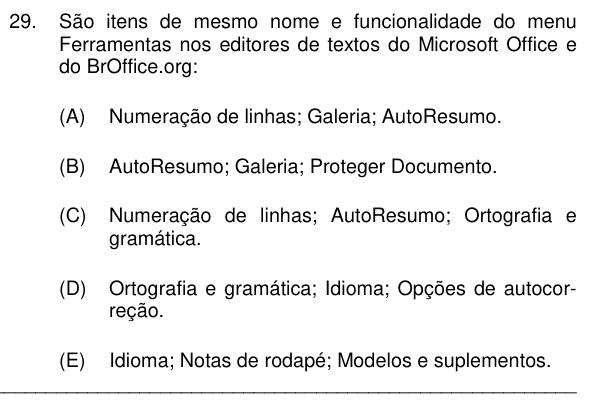 29. São itens de mesmo nome e funcionalidade do menu
Ferramentas nos editores de textos do Microsoft Office e
do BrOffice.org:
(A) Numeração de linhas; Galeria; AutoResumo.
(B) AutoResumo; Galeria; Proteger Documento.
(C) Numeração de linhas; AutoResumo; Ortografia e
gramática.
(D) Ortografia e gramática; Idioma; Opções de autocor-
reção.
(E) Idioma; Notas de rodapé; Modelos e suplementos.